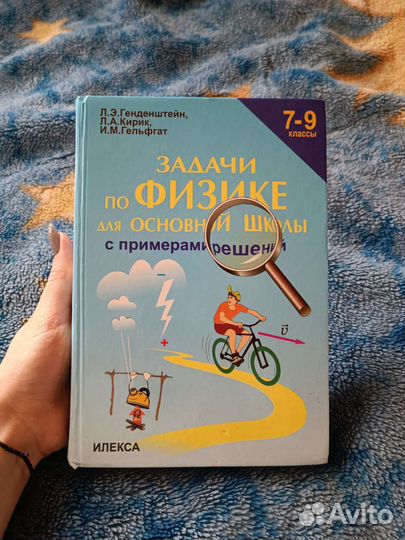 Л.Э.Генденштейн,
Л.А.Кирик,
И.М.Гельфгат
7-9
классы
ЗАДАЧИ
ПО ФИЗИКЕ
ДЛЯ ОСНОВНОЙ ШКОЛЫ
с примерами решений
−
+
v
ИЛЕКСА
Avito